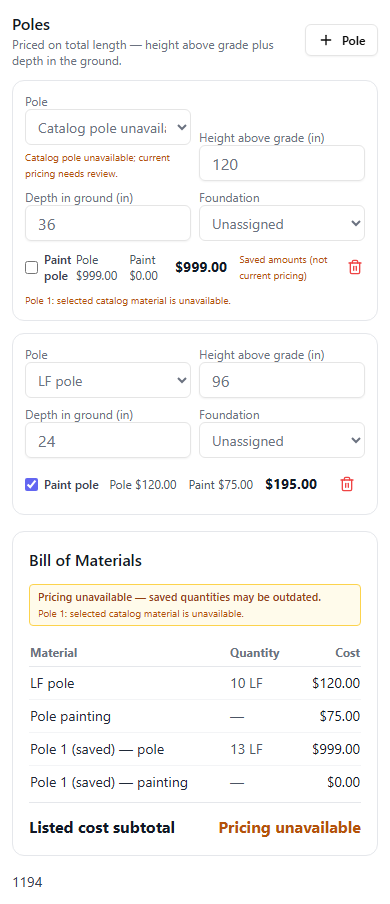 Poles
Priced on total length — height above grade plus
depth in the ground.
+ Pole
Pole
Height above grade (in)
120
Catalog pole unavailable; current
pricing needs review.
Depth in ground (in)
Foundation
36
Unassigned
Paint pole
Pole $999.00
Paint $0.00
$999.00
Saved amounts (not
current pricing)
Pole 1: selected catalog material is unavailable.
Pole
Height above grade (in)
LF pole
96
Depth in ground (in)
Foundation
24
Unassigned
Paint pole Pole $120.00 Paint $75.00 $195.00
Bill of Materials
Pricing unavailable — saved quantities may be outdated.
Pole 1: selected catalog material is unavailable.
Material Quantity Cost
LF pole 10 LF $120.00
Pole painting — $75.00
Pole 1 (saved) — pole 13 LF $999.00
Pole 1 (saved) — painting — $0.00
Listed cost subtotal Pricing unavailable
1194